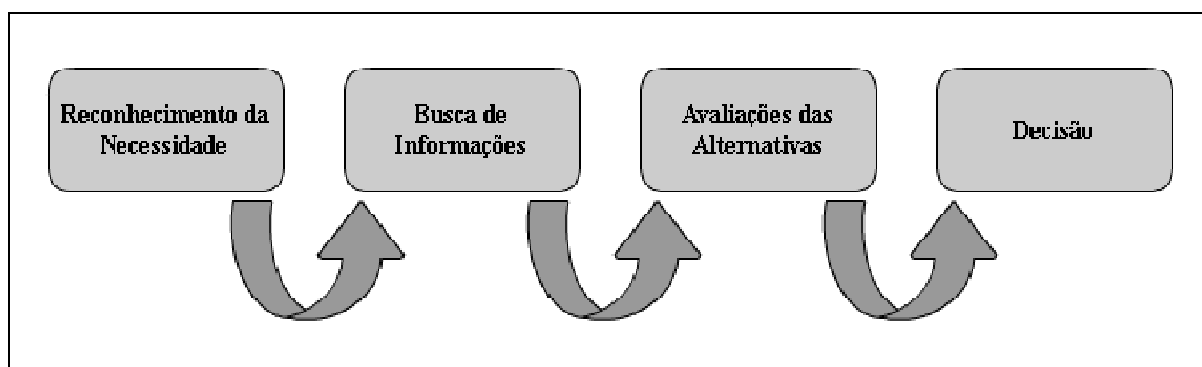 Reconhecimento da
Necessidade
Busca de
Informações
Avaliações das
Alternativas
Decisão